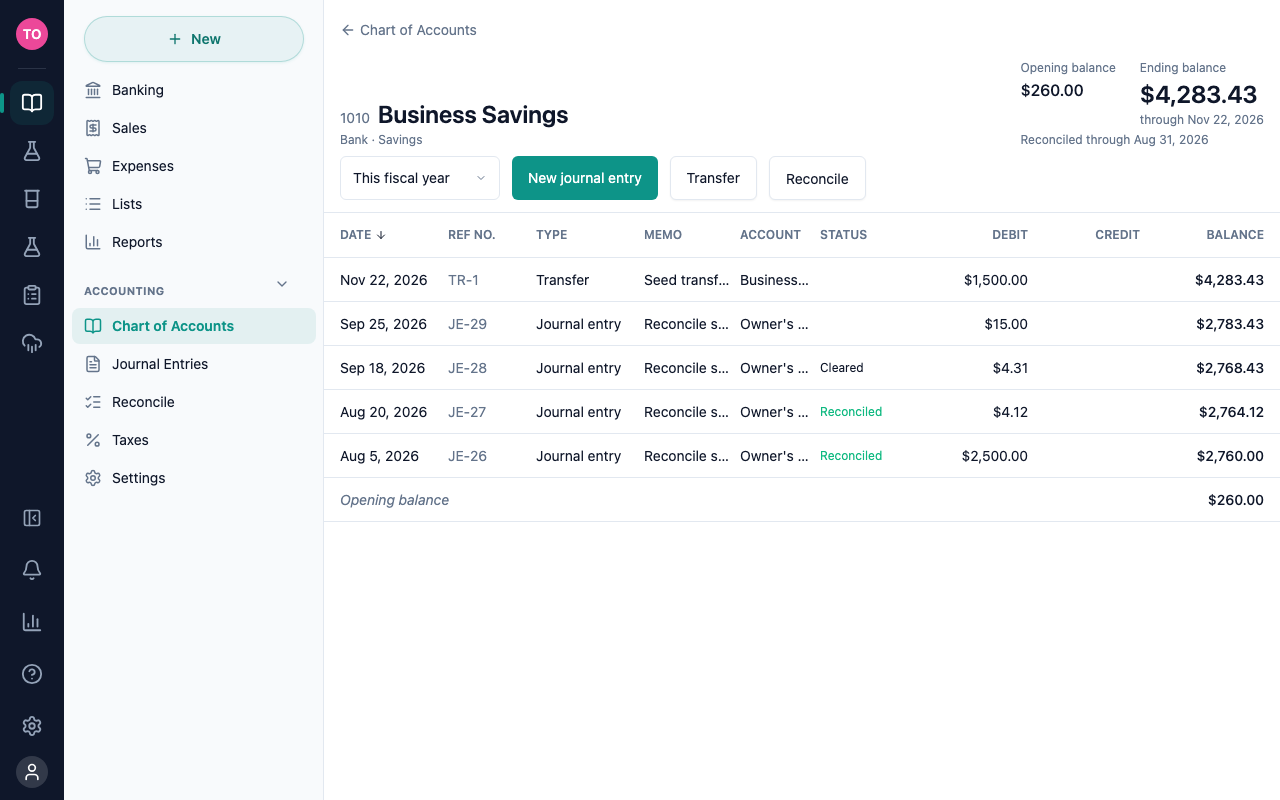 TO
New
Banking
Sales
Expenses
Lists
Reports
ACCOUNTING
Chart of Accounts
Journal Entries
Reconcile
Taxes
Settings
Chart of Accounts
1010 Business Savings
Bank · Savings
Opening balance
$260.00
Ending balance
$4,283.43
through Nov 22, 2026
Reconciled through Aug 31, 2026
This fiscal year New journal entry Transfer Reconcile
DATE REF NO. TYPE MEMO ACCOUNT STATUS DEBIT CREDIT BALANCE
Nov 22, 2026 TR-1 Transfer Seed transf... Business... $1,500.00 $4,283.43
Sep 25, 2026 JE-29 Journal entry Reconcile s... Owner's ... $15.00 $2,783.43
Sep 18, 2026 JE-28 Journal entry Reconcile s... Owner's ... Cleared $4.31 $2,768.43
Aug 20, 2026 JE-27 Journal entry Reconcile s... Owner's ... Reconciled $4.12 $2,764.12
Aug 5, 2026 JE-26 Journal entry Reconcile s... Owner's ... Reconciled $2,500.00 $2,760.00
Opening balance $260.00